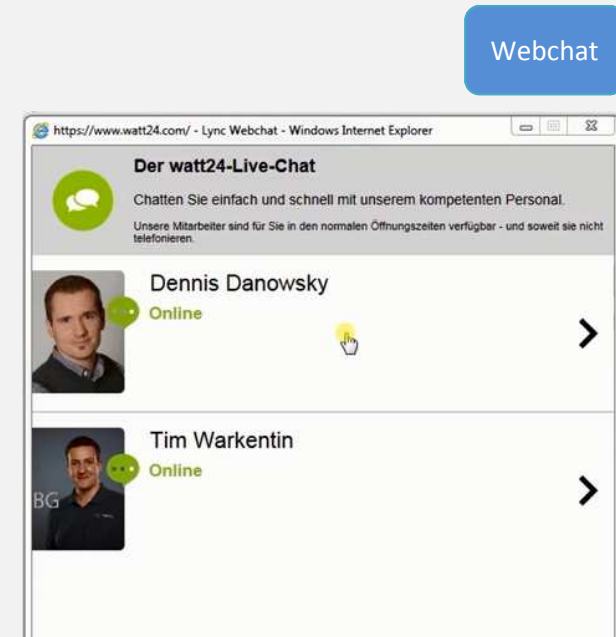 Webchat
https://www.watt24.com/ - Lync Webchat - Windows Internet Explorer
Der watt24-Live-Chat
Chatten Sie einfach und schnell mit unserem kompetenten Personal.
Unsere Mitarbeiter sind für Sie in den normalen Öffnungszeiten verfügbar - und soweit sie nicht
telefonieren.
Dennis Danowsky
Online
Tim Warkentin
Online
BG